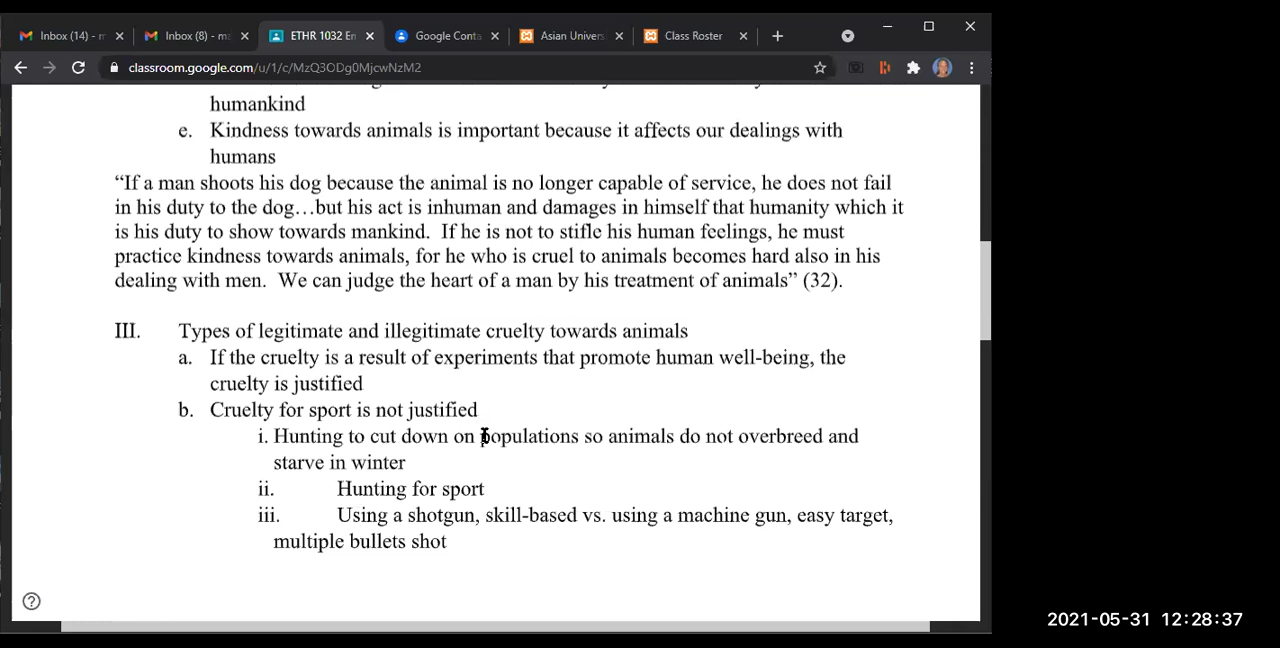 Inbox (14) - m
Inbox (8) - ma
ETHR 1032 En
Google Conta
Asian Univers
Class Roster
classroom.google.com/u/1/c/MzQ3ODg0MjcwNzM2
humankind
e. Kindness towards animals is important because it affects our dealings with
humans
“If a man shoots his dog because the animal is no longer capable of service, he does not fail
in his duty to the dog…but his act is inhuman and damages in himself that humanity which it
is his duty to show towards mankind. If he is not to stifle his human feelings, he must
practice kindness towards animals, for he who is cruel to animals becomes hard also in his
dealing with men. We can judge the heart of a man by his treatment of animals” (32).
III. Types of legitimate and illegitimate cruelty towards animals
a. If the cruelty is a result of experiments that promote human well-being, the
cruelty is justified
b. Cruelty for sport is not justified
i. Hunting to cut down on populations so animals do not overbreed and
starve in winter
ii. Hunting for sport
iii. Using a shotgun, skill-based vs. using a machine gun, easy target,
multiple bullets shot
2021-05-31 12:28:37